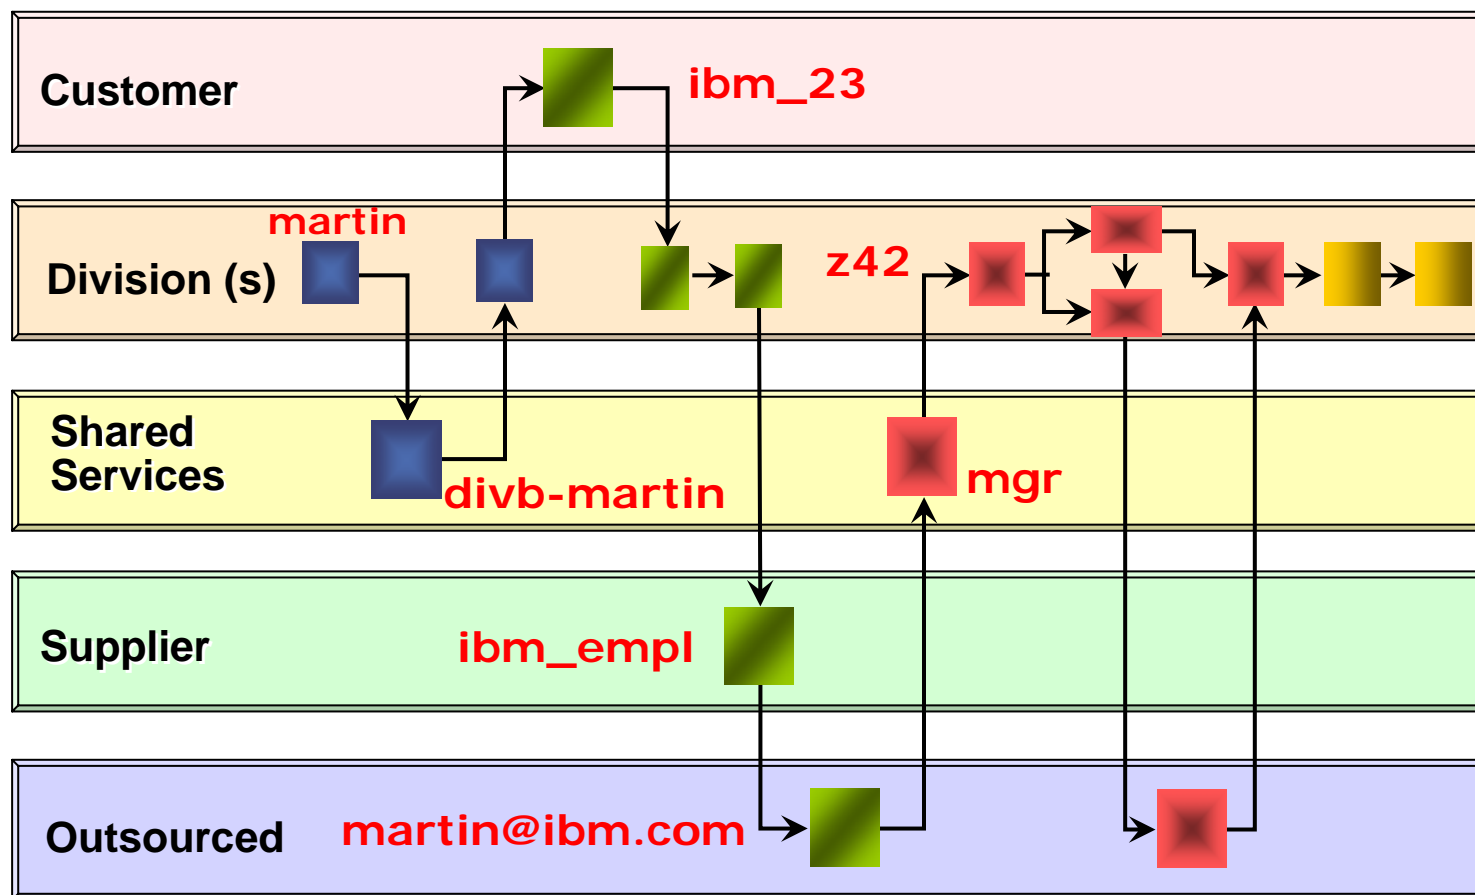 Customer
ibm_23
martin
Division (s)
z42
Shared
Services
divb-martin
mgr
Supplier
ibm_empl
Outsourced
martin@ibm.com